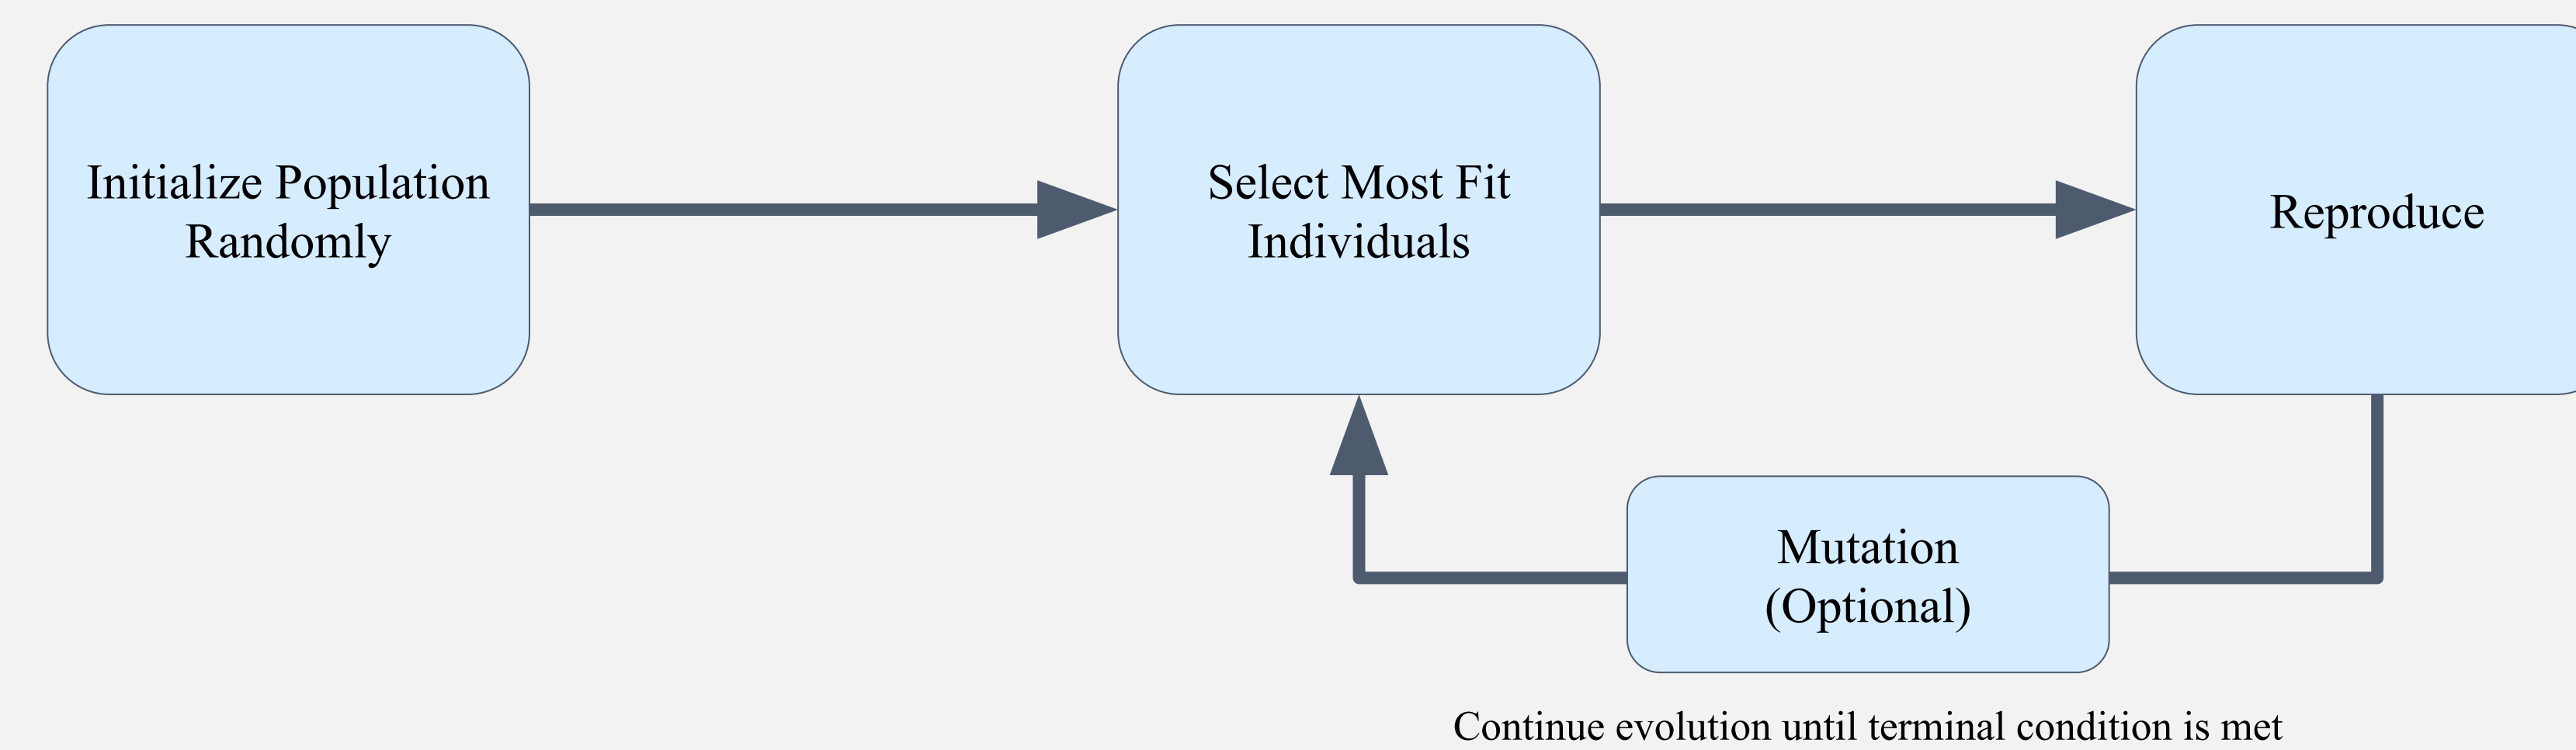 Initialize Population
Randomly
Select Most Fit
Individuals
Reproduce
Mutation
(Optional)
Continue evolution until terminal condition is met